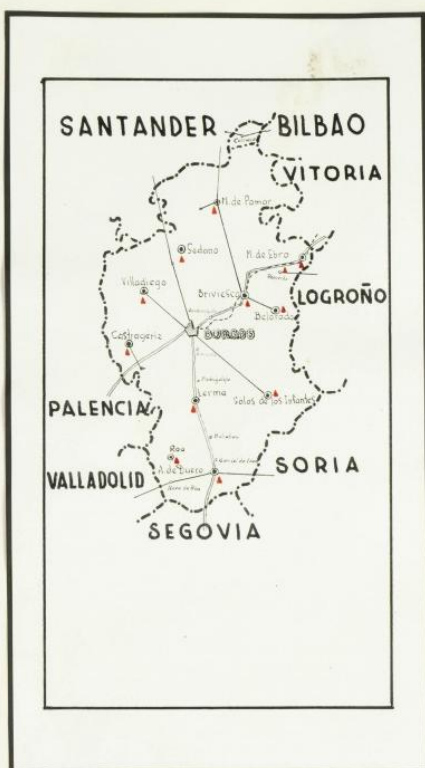 SANTANDER BILBAO
VITORIA
M. de Pomar
Sedano
M. de Ebro
Villadiego
Briviesca
LOGROÑO
Belorado
BURGOS
Castrogeriz
Lerma
Salas de los Infantes
PALENCIA
Roa
SORIA
VALLADOLID
A. de Duero
SEGOVIA